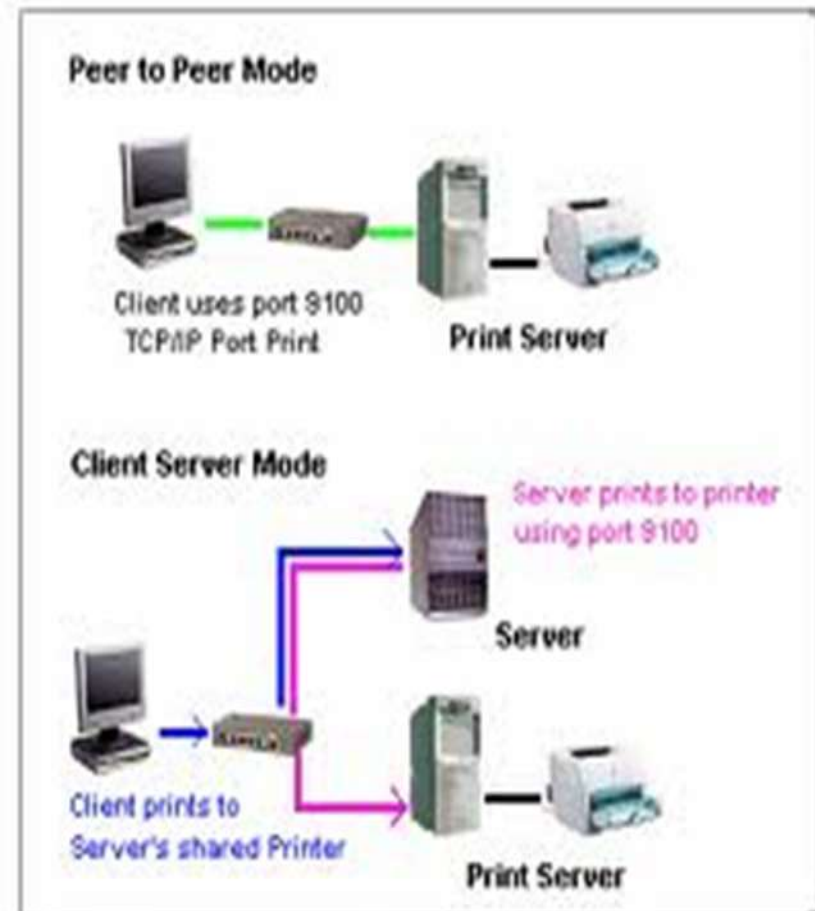 Peer to Peer Mode
Client uses port 9100
TCP/IP Port Print
Print Server
Client Server Mode
Server prints to printer
using port 9100
Server
Client prints to
Server's shared Printer
Print Server